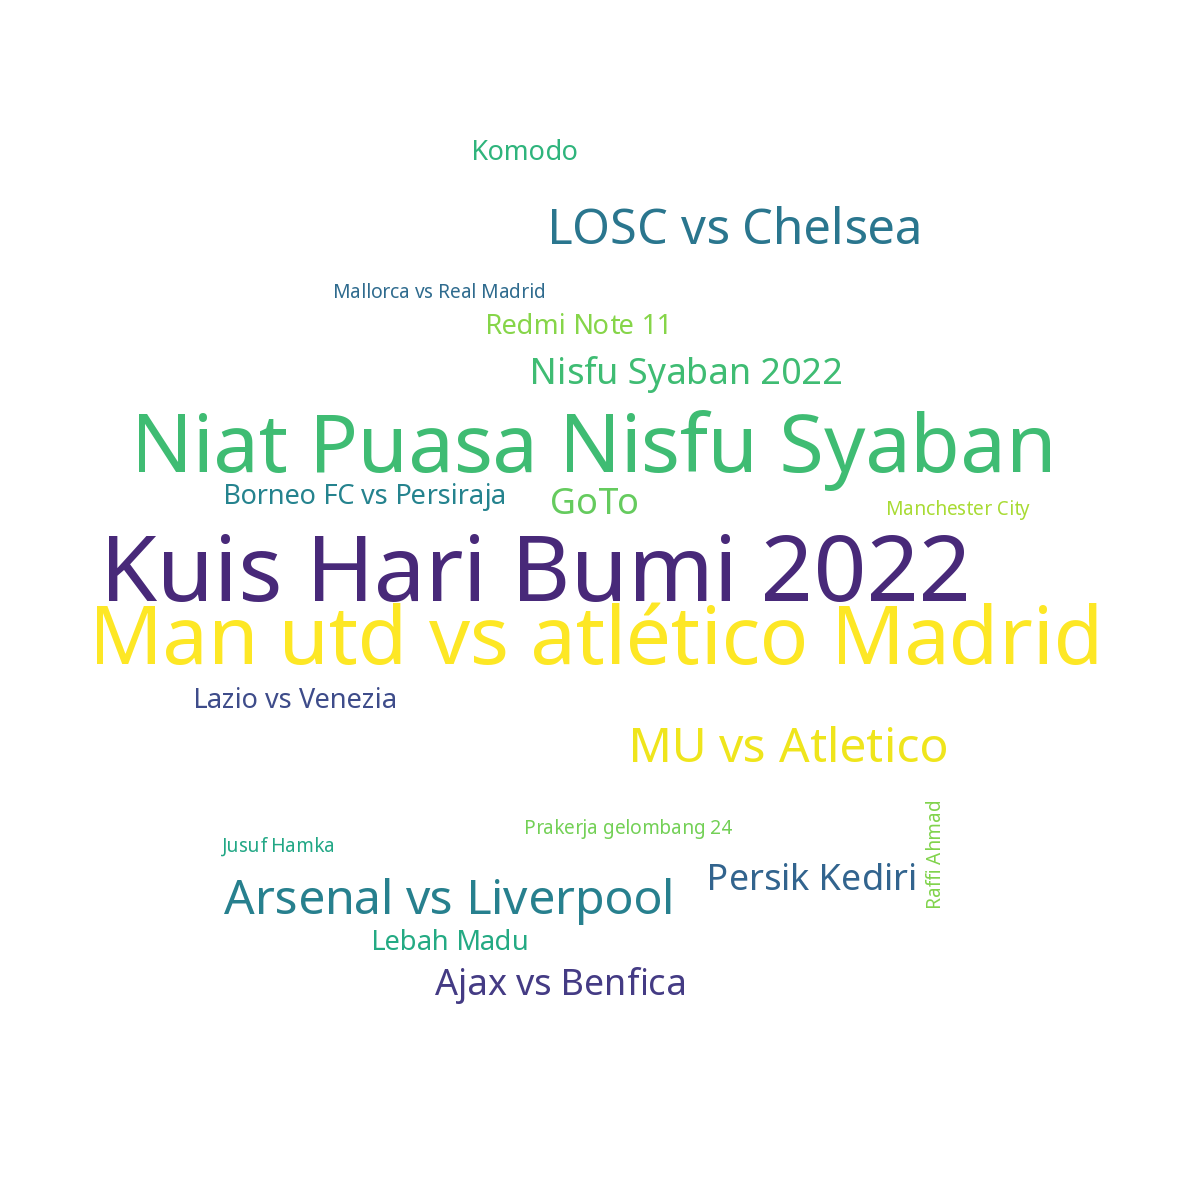 Komodo
LOSC vs Chelsea
Mallorca vs Real Madrid
Redmi Note 11
Nisfu Syaban 2022
Niat Puasa Nisfu Syaban
Borneo FC vs Persiraja
GoTo
Manchester City
Kuis Hari Bumi 2022
Man utd vs atlético Madrid
Lazio vs Venezia
MU vs Atletico
Prakerja gelombang 24
Jusuf Hamka
Raffi Ahmad
Persik Kediri
Arsenal vs Liverpool
Lebah Madu
Ajax vs Benfica